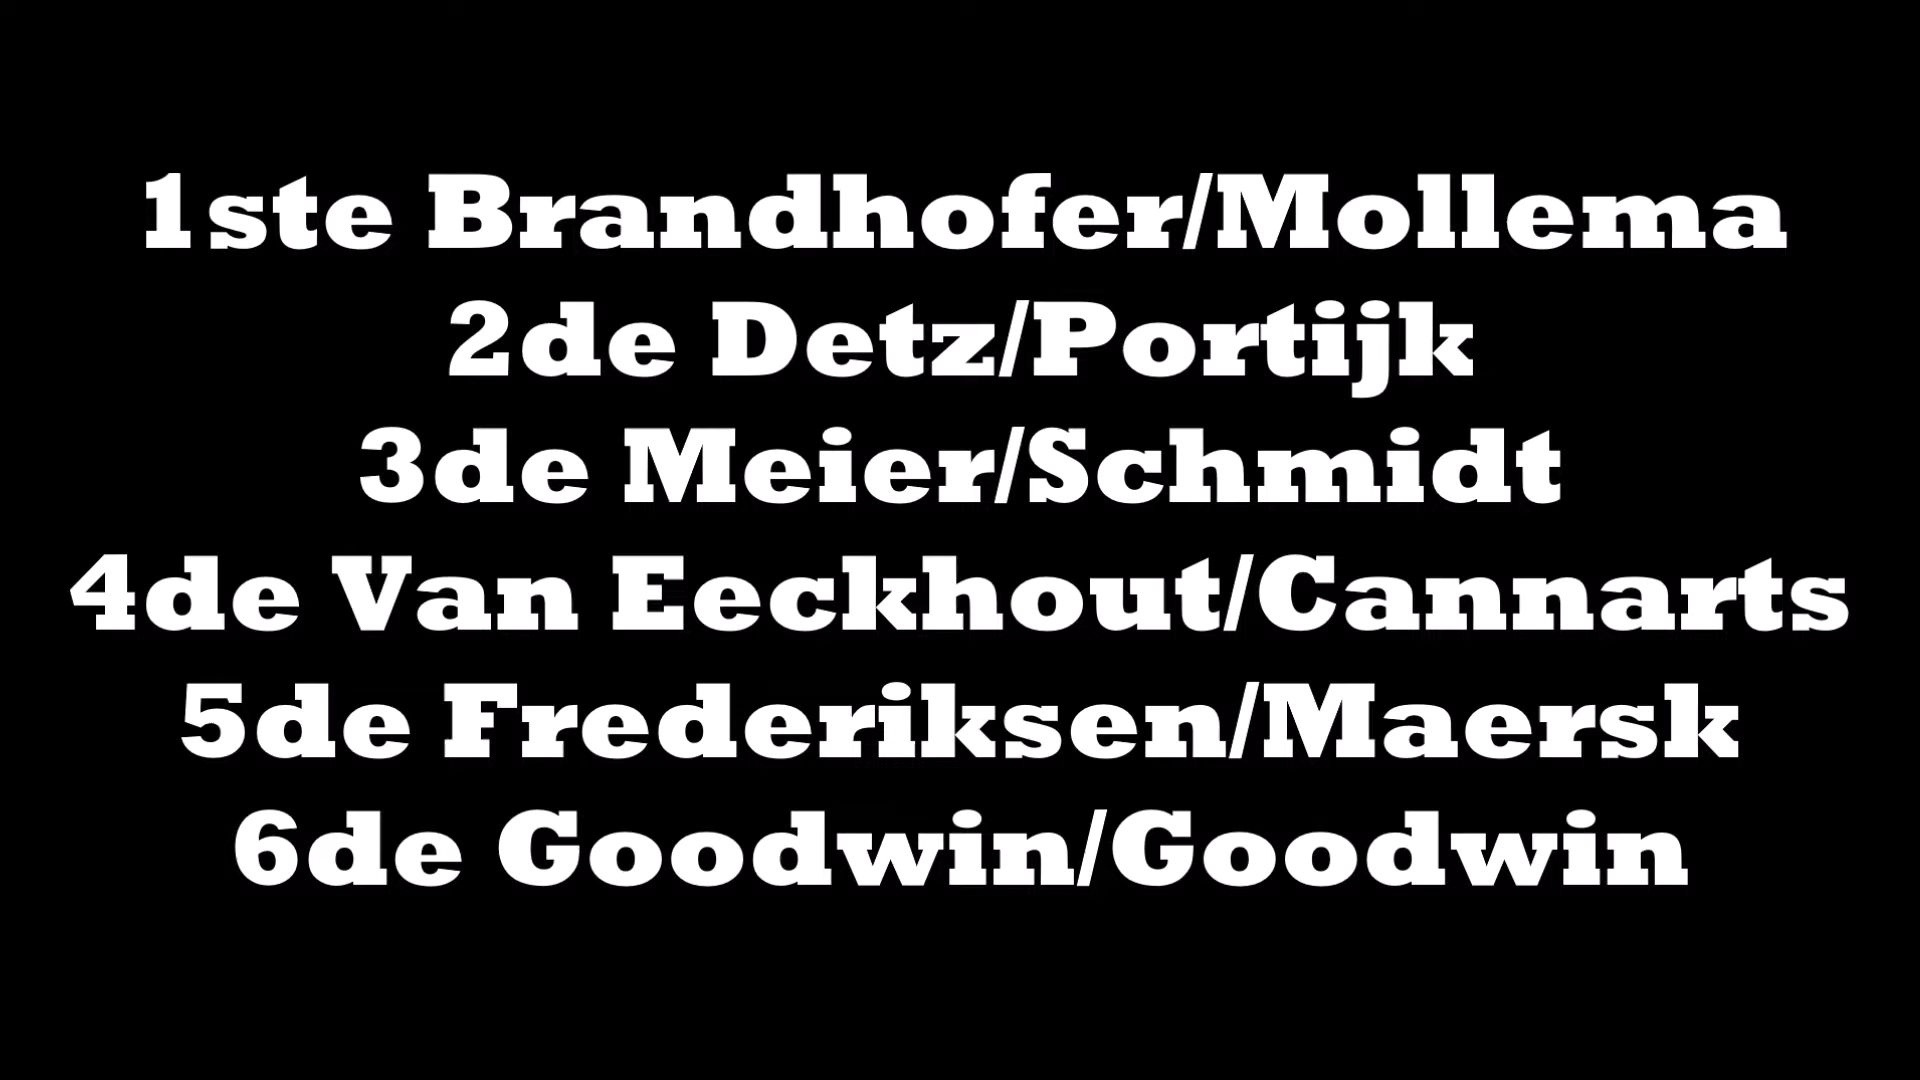 1ste Brandhofer/Mollema
2de Detz/Portijk
3de Meier/Schmidt
4de Van Eeckhout/Cannarts
5de Frederiksen/Maersk
6de Goodwin/Goodwin